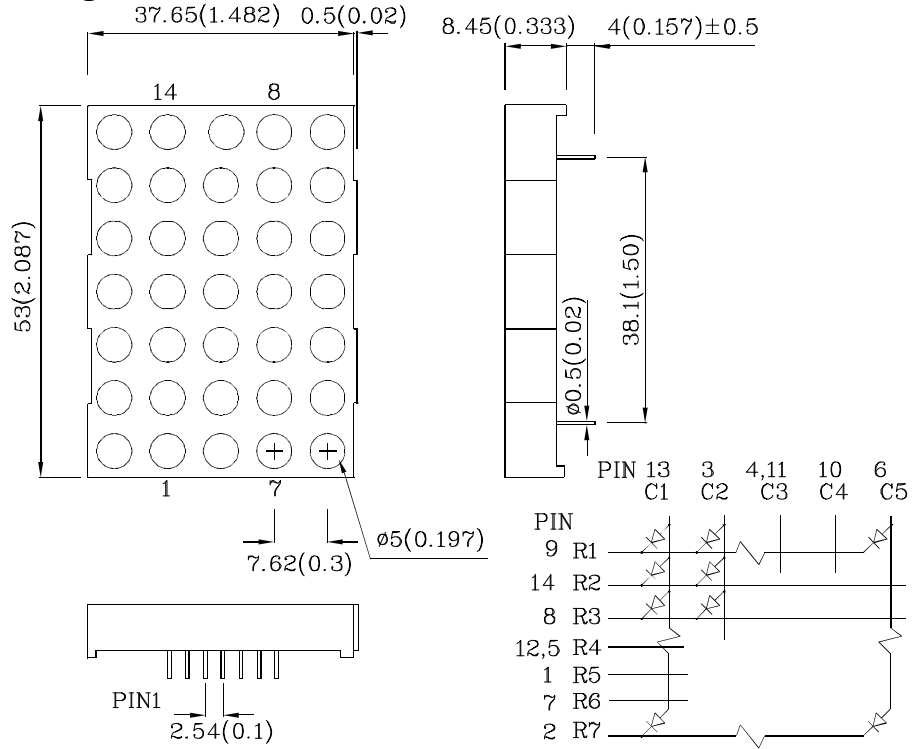 37.65(1.482) 0.5(0.02)
8.45(0.333) 4(0.157)±0.5
14 8
53(2.087)
38.1(1.50)
ø0.5(0.02)
1 7
ø5(0.197)
7.62(0.3)
PIN1
2.54(0.1)
PIN 13 3 4,11 10 6
C1 C2 C3 C4 C5
PIN
9 R1
14 R2
8 R3
12,5 R4
1 R5
7 R6
2 R7